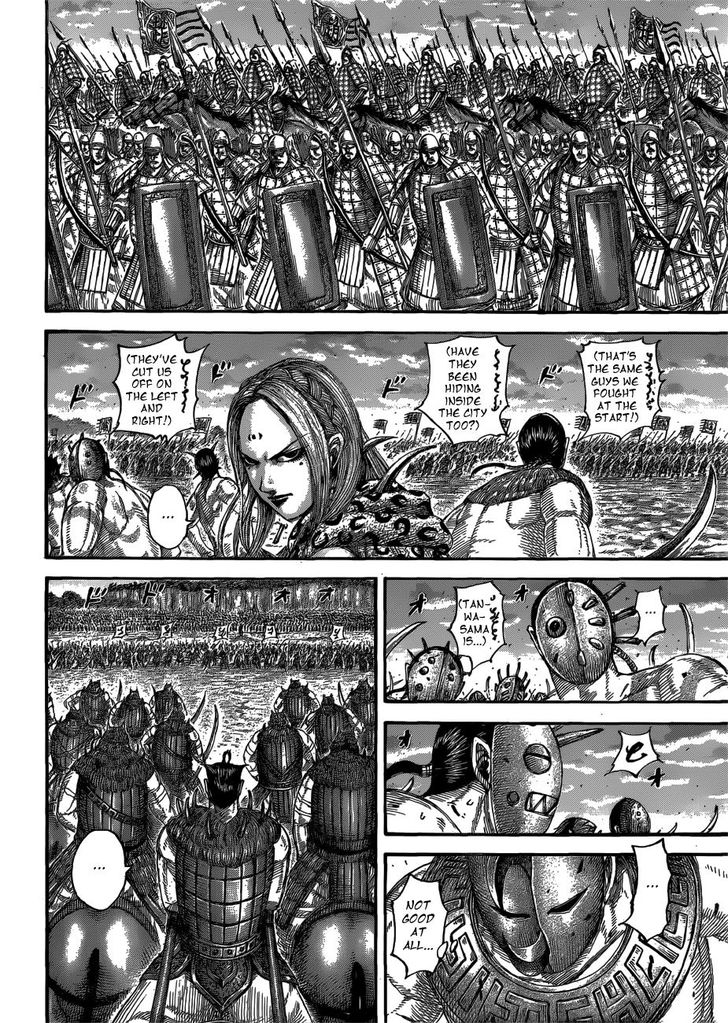 (THAT'S
THE SAME
GUYS WE
FOUGHT
AT THE
START!)
(HAVE
THEY
BEEN
HIDING
INSIDE
THE CITY
TOO?)
(THEY'VE
CUT US
OFF ON
THE LEFT
AND
RIGHT!)
...
...
(TAN-
WA-
SAMA
IS...)
...
NOT
GOOD
AT ALL...
...